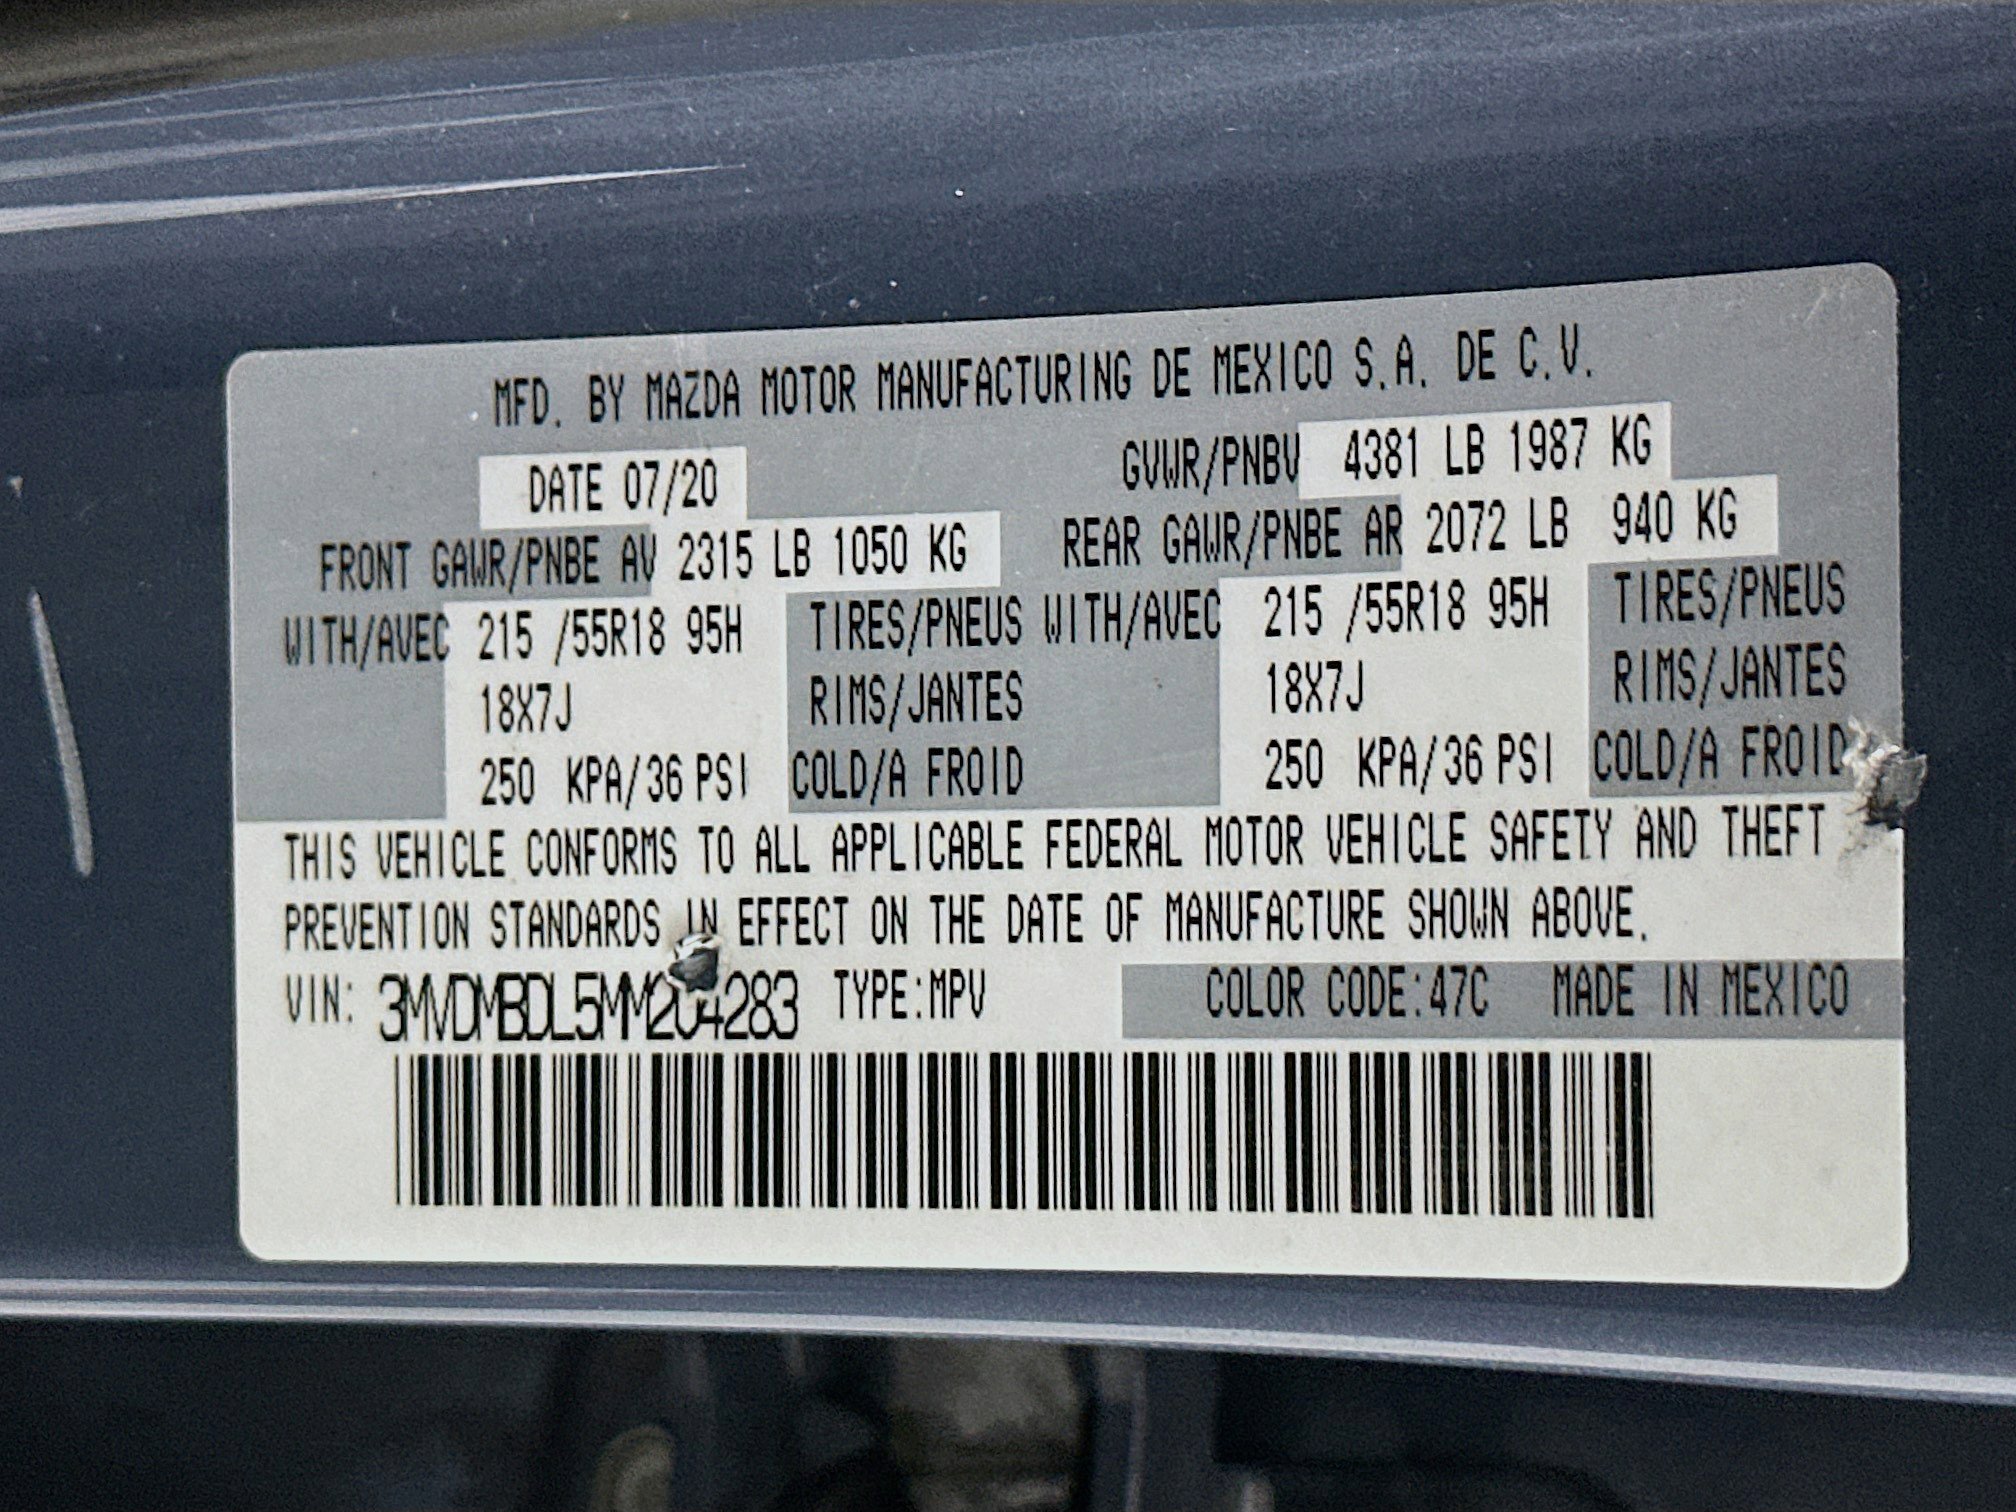 MFD. BY MAZDA MOTOR MANUFACTURING DE MEXICO S.A. DE C.V.
DATE 07/20 GVWR/PNBV 4381 LB 1987 KG
FRONT GAWR/PNBE AV 2315 LB 1050 KG REAR GAWR/PNBE AR 2072 LB 940 KG
WITH/AVEC 215 /55R18 95H TIRES/PNEUS WITH/AVEC 215 /55R18 95H TIRES/PNEUS
18X7J RIMS/JANTES 18X7J RIMS/JANTES
250 KPA/36 PSI COLD/A FROID 250 KPA/36 PSI COLD/A FROID
THIS VEHICLE CONFORMS TO ALL APPLICABLE FEDERAL MOTOR VEHICLE SAFETY AND THEFT
PREVENTION STANDARDS IN EFFECT ON THE DATE OF MANUFACTURE SHOWN ABOVE.
VIN: 3MVDMBDL5MM204283 TYPE:MPV COLOR CODE:47C MADE IN MEXICO